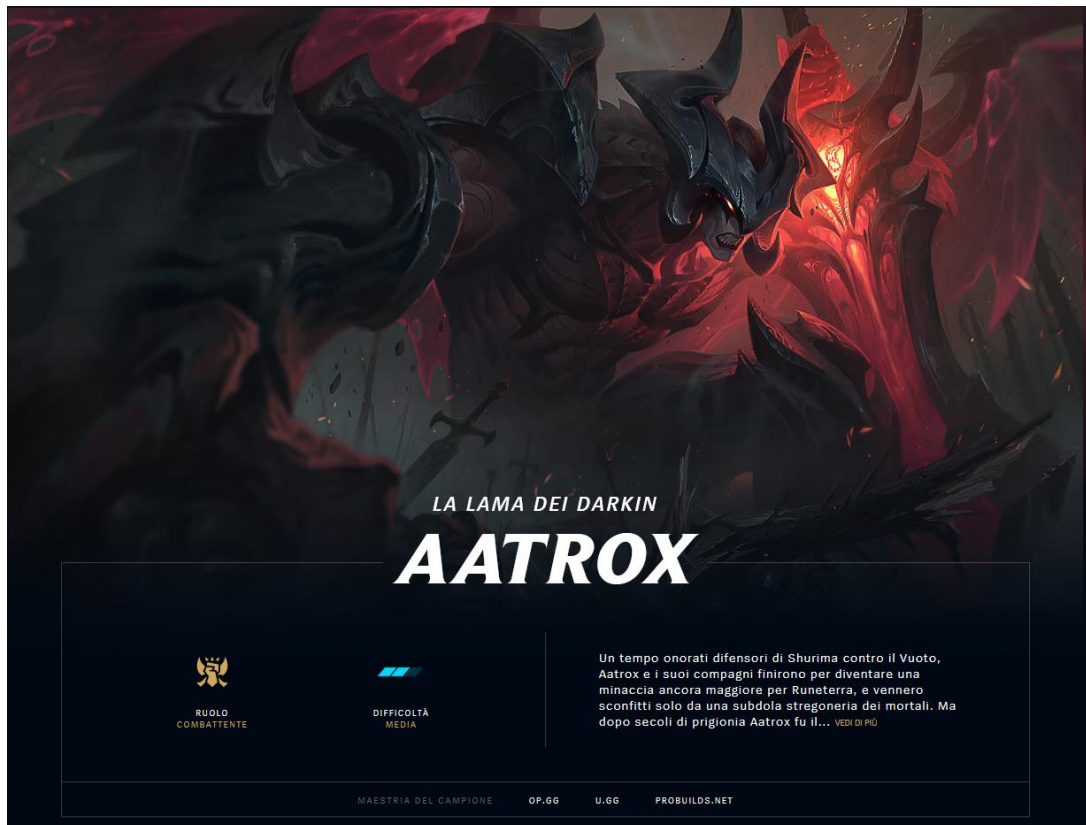 LA LAMA DEI DARKIN
AATROX
RUOLO
COMBATTENTE
DIFFICOLTÀ
MEDIA
Un tempo onorati difensori di Shurima contro il Vuoto,
Aatrox e i suoi compagni finirono per diventare una
minaccia ancora maggiore per Runeterra, e vennero
sconfitti solo da una subdola stregoneria dei mortali. Ma
dopo secoli di prigionia Aatrox fu il... VEDI DI PIÙ
MAESTRIA DEL CAMPIONE OP.GG U.GG PROBUILDS.NET